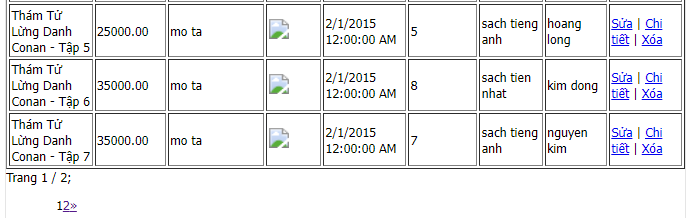 Thám Tử Lừng Danh Conan - Tập 5 25000.00 mo ta 2/1/2015 12:00:00 AM 5 sach tieng anh hoang long Sửa | Chi tiết | Xóa
Thám Tử Lừng Danh Conan - Tập 6 35000.00 mo ta 2/1/2015 12:00:00 AM 8 sach tien nhat kim dong Sửa | Chi tiết | Xóa
Thám Tử Lừng Danh Conan - Tập 7 35000.00 mo ta 2/1/2015 12:00:00 AM 7 sach tieng anh nguyen kim Sửa | Chi tiết | Xóa
Trang 1 / 2;
12»